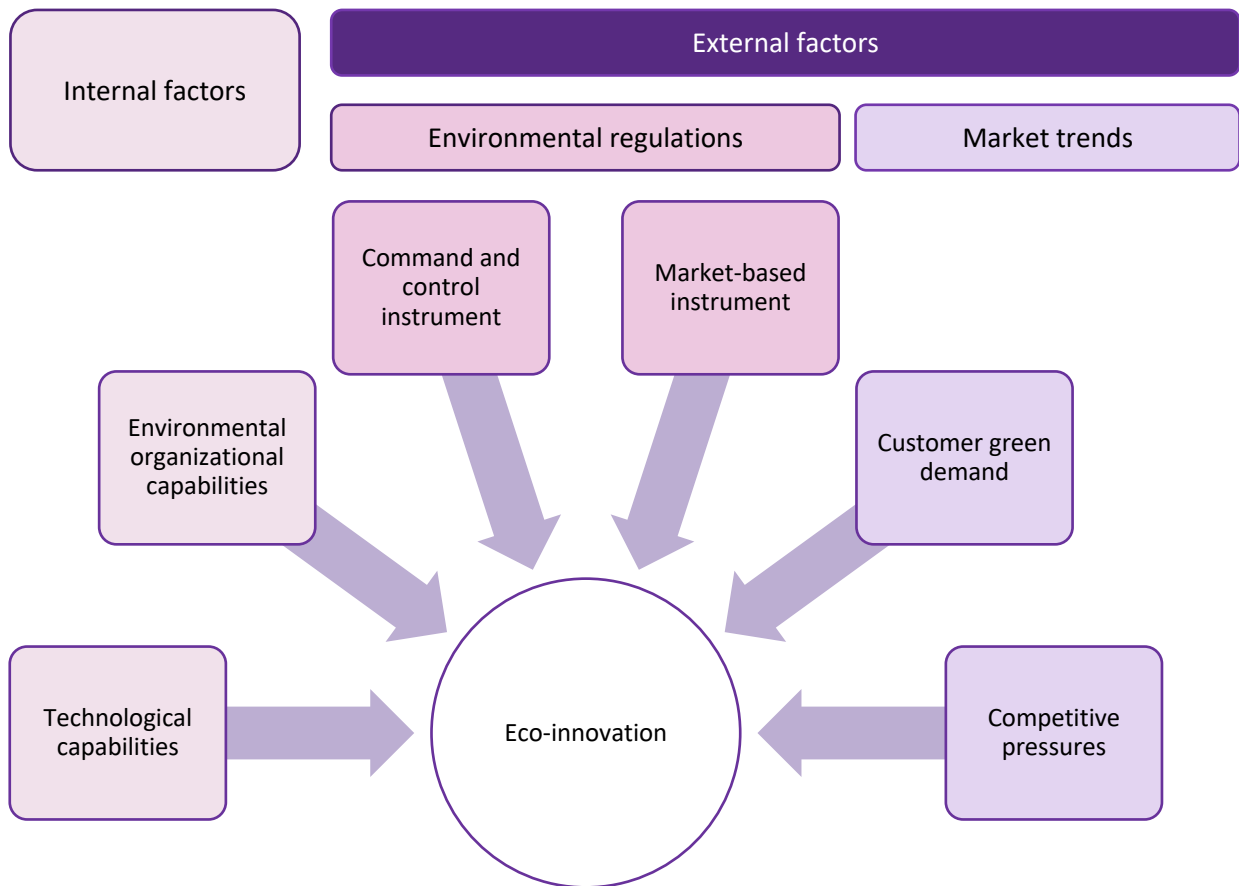 Internal factors
External factors
Environmental regulations
Market trends
Command and
control
instrument
Market-based
instrument
Environmental
organizational
capabilities
Customer green
demand
Technological
capabilities
Eco-innovation
Competitive
pressures